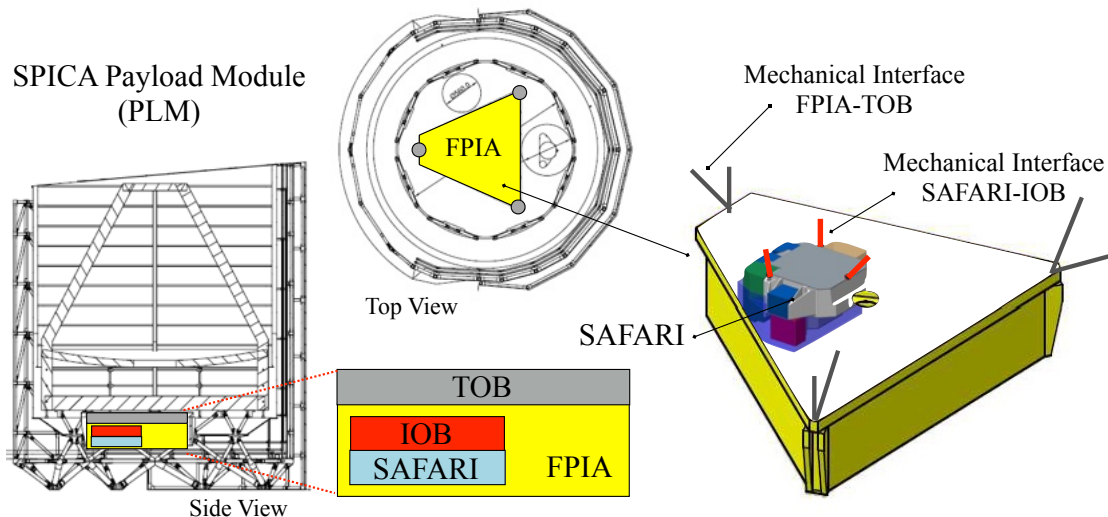 SPICA Payload Module
(PLM)
FPIA
Top View
Mechanical Interface
FPIA-TOB
Mechanical Interface
SAFARI-IOB
SAFARI
TOB
IOB
SAFARI
FPIA
Side View